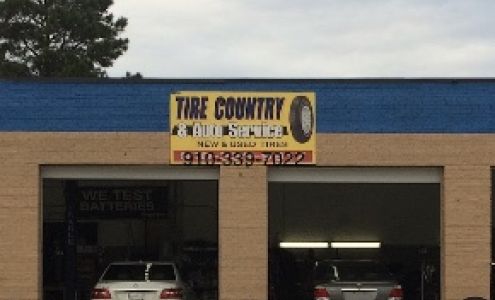 TIRE COUNTRY
& Auto Service
NEW & USED TIRES
910-339-7022
WE TEST
BATTERIES